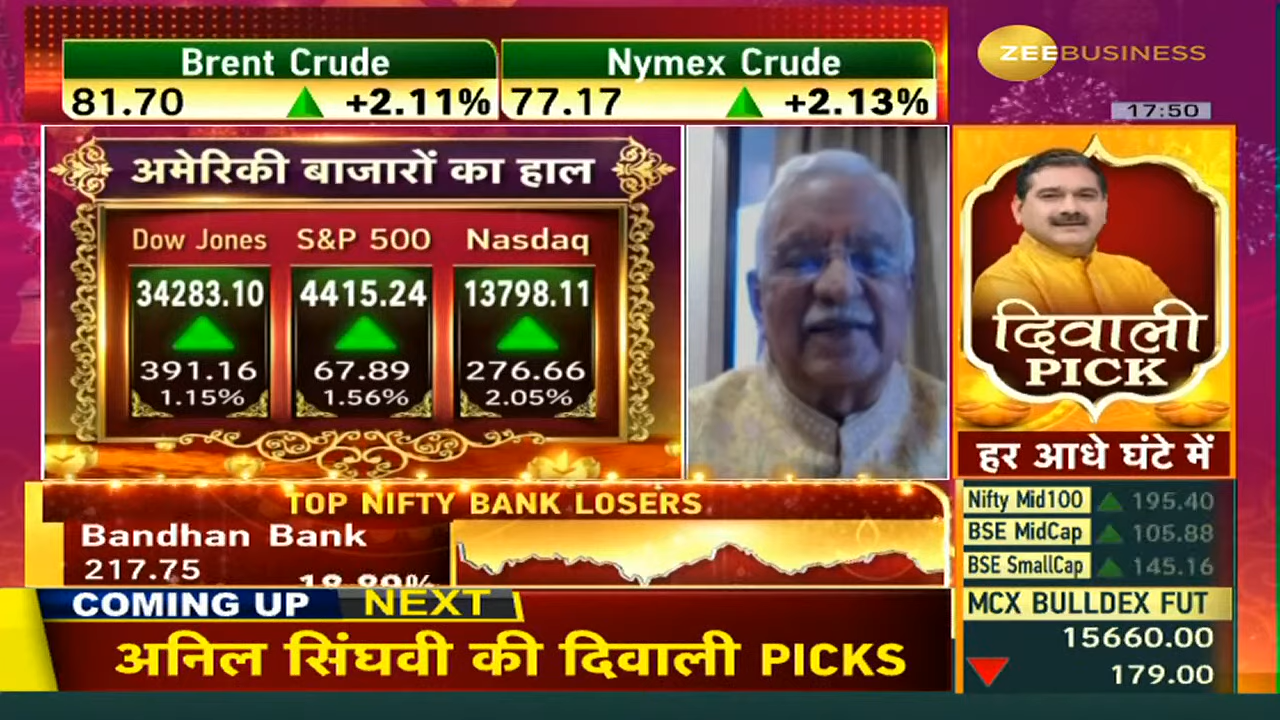 Brent Crude
81.70 +2.11%
Nymex Crude
77.17 +2.13%
ZEEBUSINESS
17:50
अमेरिकी बाजारों का हाल
Dow Jones S&P 500 Nasdaq
34283.10 4415.24 13798.11
391.16 67.89 276.66
1.15% 1.56% 2.05%
दिवाली
PICK
हर आधे घंटे में
TOP NIFTY BANK LOSERS
Bandhan Bank
217.75
Nifty Mid100 195.40
BSE MidCap 105.88
BSE SmallCap 145.16
MCX BULLDEX FUT
15660.00
179.00
COMING UP NEXT
अनिल सिंघवी की दिवाली PICKS